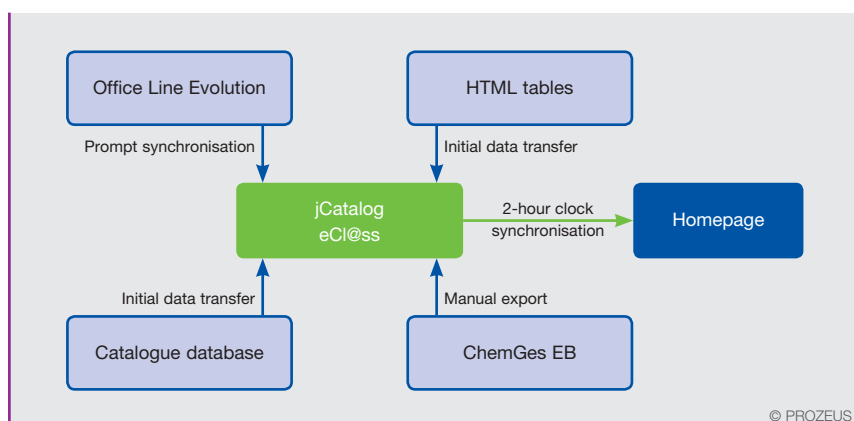 Office Line Evolution
HTML tables
Prompt synchronisation
Initial data transfer
jCatalog
eCl@ss
2-hour clock
synchronisation
Homepage
Initial data transfer
Manual export
Catalogue database
ChemGes EB
© PROZEUS